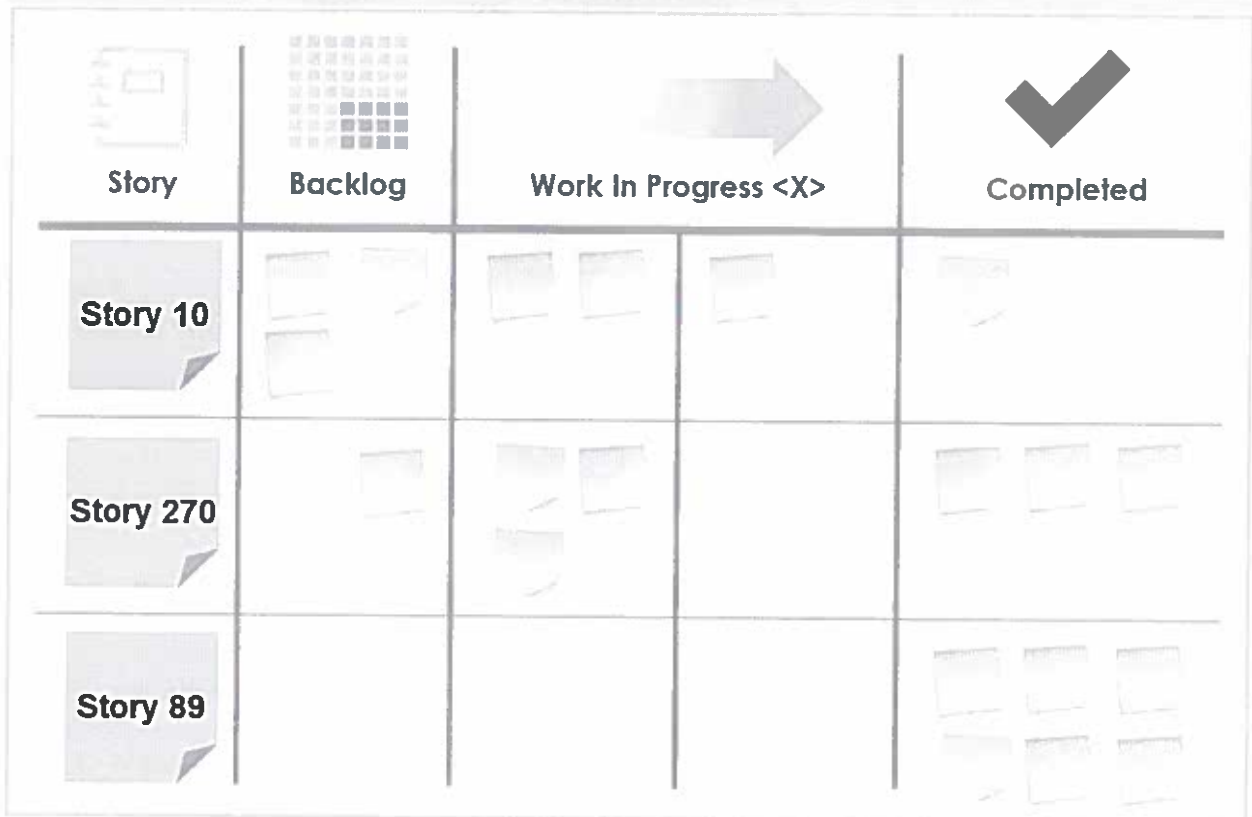 Story
Backlog
Work In Progress <X>
Completed
Story 10
Story 270
Story 89